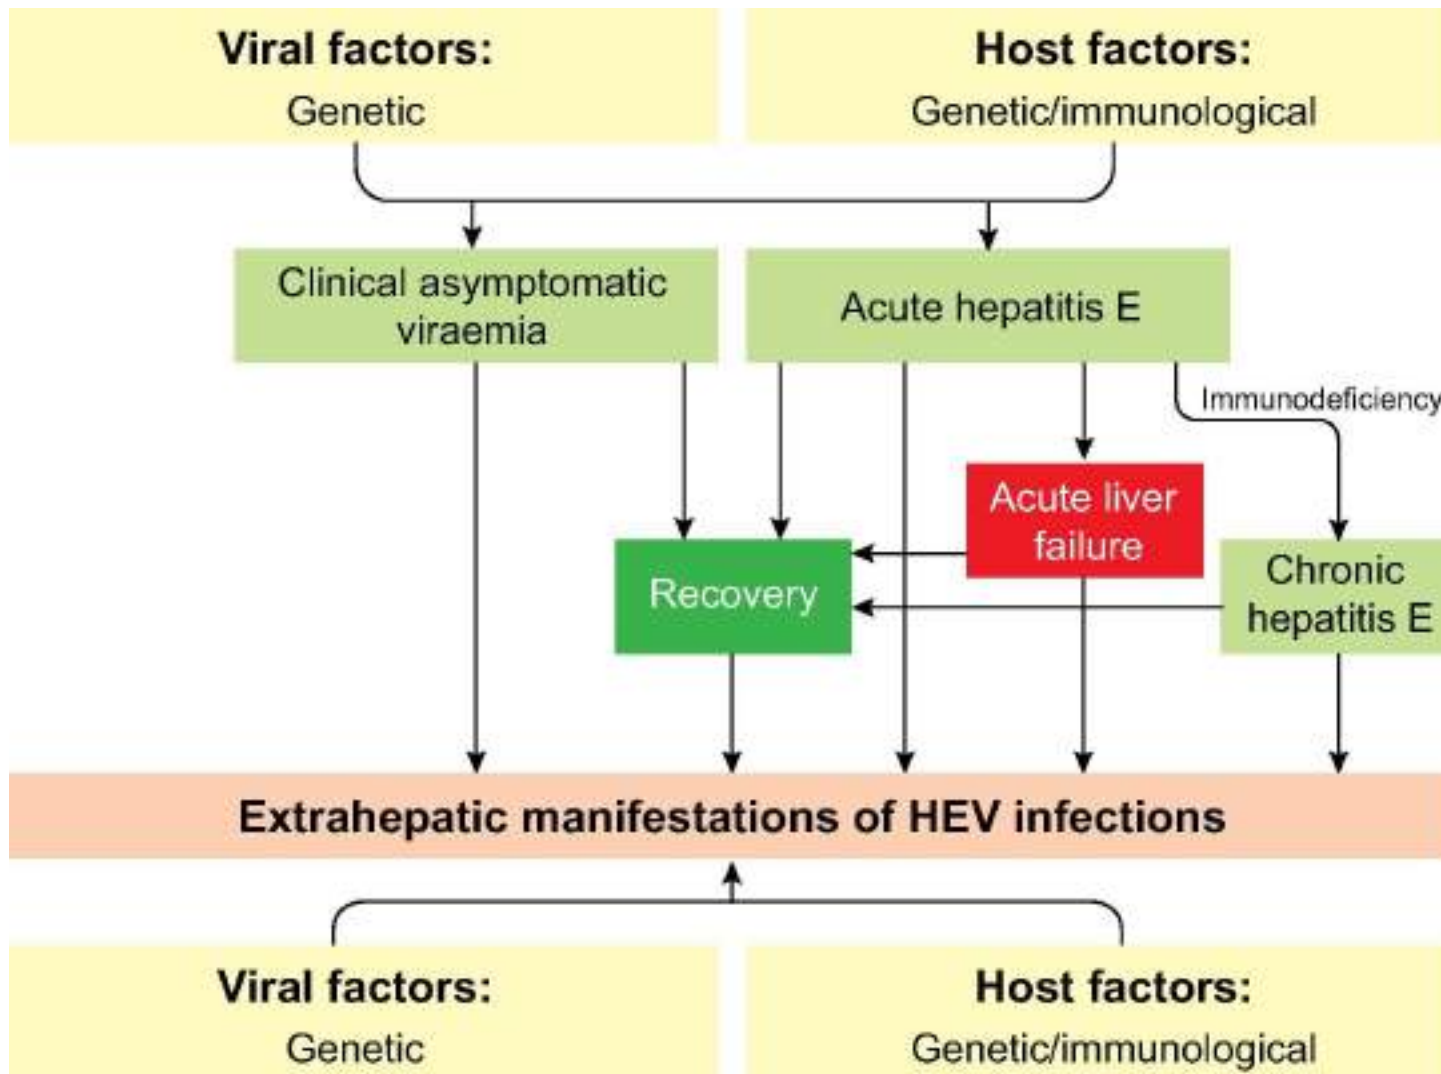 Viral factors:
Genetic
Host factors:
Genetic/immunological
Clinical asymptomatic
viraemia
Acute hepatitis E
Immunodeficiency
Acute liver
failure
Recovery
Chronic
hepatitis E
Extrahepatic manifestations of HEV infections
Viral factors:
Genetic
Host factors:
Genetic/immunological